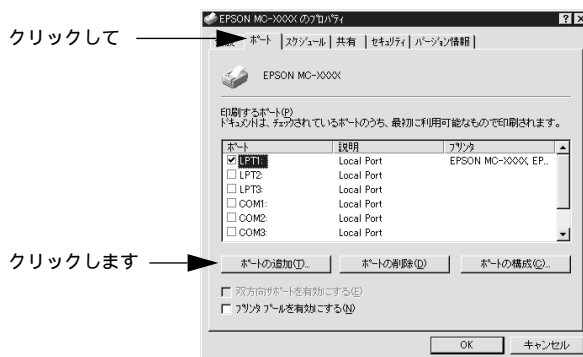 EPSON MC-XXXX のプロパティ
クリックして
ポート スケジュール 共有 セキュリティ バージョン情報
EPSON MC-XXXX
印刷するポート(P)
ドキュメントは、チェックされているポートのうち、最初に利用可能なもので印刷されます。
ポート 説明 プリンタ
LPT1: Local Port EPSON MC-XXXX, EP...
LPT2: Local Port
LPT3: Local Port
COM1: Local Port
COM2: Local Port
COM3: Local Port
クリックします
ポートの追加(T)... ポートの削除(D) ポートの構成(C)...
双方向サポートを有効にする(E)
プリンタ プールを有効にする(N)
OK キャンセル